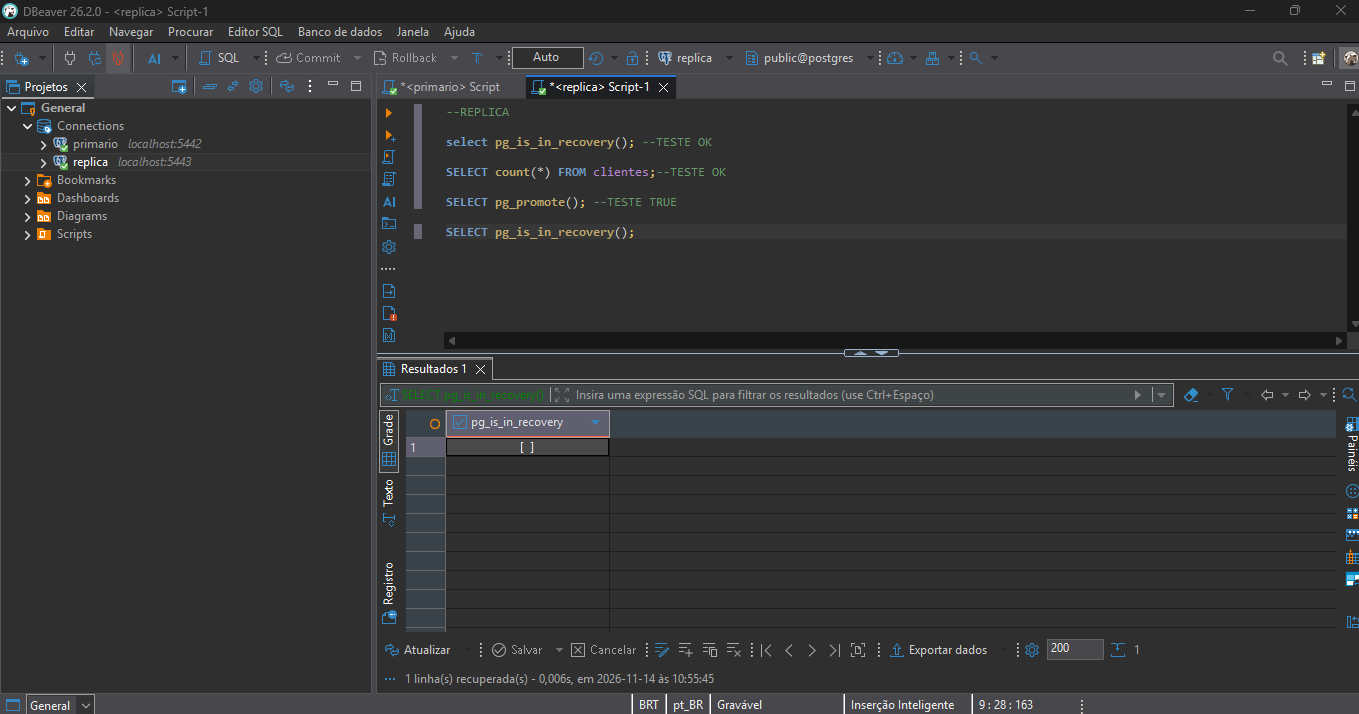 DBeaver 26.2.0 - <replica> Script-1
Arquivo Editar Navegar Procurar Editor SQL Banco de dados Janela Ajuda
AI SQL Commit Rollback T Auto replica public@postgres
Projetos
*<primario> Script
*<replica> Script-1
General
Connections
primario localhost:5442
replica localhost:5443
Bookmarks
Dashboards
Diagrams
Scripts
AI
--REPLICA
select pg_is_in_recovery(); --TESTE OK
SELECT count(*) FROM clientes;--TESTE OK
SELECT pg_promote(); --TESTE TRUE
SELECT pg_is_in_recovery();
Resultados 1
SELECT pg_is_in_recovery() Insira uma expressão SQL para filtrar os resultados (use Ctrl+Espaço)
Grade
Texto
Registro
pg_is_in_recovery
1 [ ]
Painéis
Atualizar Salvar Cancelar Exportar dados 200 1
1 linha(s) recuperada(s) - 0,006s, em 2026-11-14 às 10:55:45
General BRT pt_BR Gravável Inserção Inteligente 9 : 28 : 163